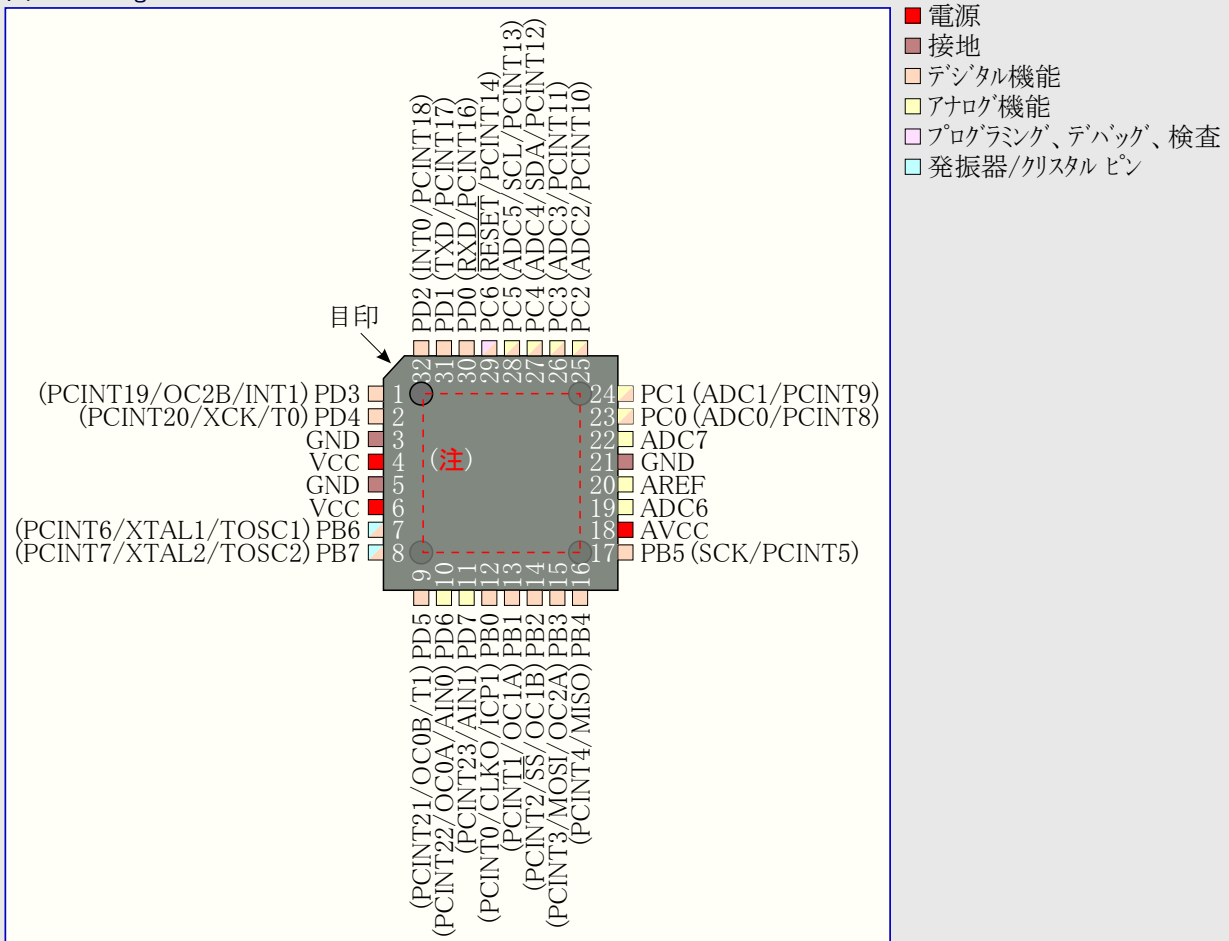 電源
接地
デジタル機能
アナログ機能
プログラミング、デバッグ、検査
発振器/クリスタル ピン
PD2 (INT0/PCINT18)
PD1 (TXD/PCINT17)
PD0 (RXD/PCINT16)
PC6 (RESET/PCINT14)
PC5 (ADC5/SCL/PCINT13)
PC4 (ADC4/SDA/PCINT12)
PC3 (ADC3/PCINT11)
PC2 (ADC2/PCINT10)
目印
32
31
30
29
28
27
26
25
(PCINT19/OC2B/INT1) PD3 1
(PCINT20/XCK/T0) PD4 2
GND 3
VCC 4
GND 5
VCC 6
(PCINT6/XTAL1/TOSC1) PB6 7
(PCINT7/XTAL2/TOSC2) PB7 8
(注)
24 PC1 (ADC1/PCINT9)
23 PC0 (ADC0/PCINT8)
22 ADC7
21 GND
20 AREF
19 ADC6
18 AVCC
17 PB5 (SCK/PCINT5)
9
10
11
12
13
14
15
16
(PCINT21/OC0B/T1) PD5
(PCINT22/OC0A/AIN0) PD6
(PCINT23/AIN1) PD7
(PCINT0/CLKO/ICP1) PB0
(PCINT1/OC1A) PB1
(PCINT2/SS/OC1B) PB2
(PCINT3/MOSI/OC2A) PB3
(PCINT4/MISO) PB4